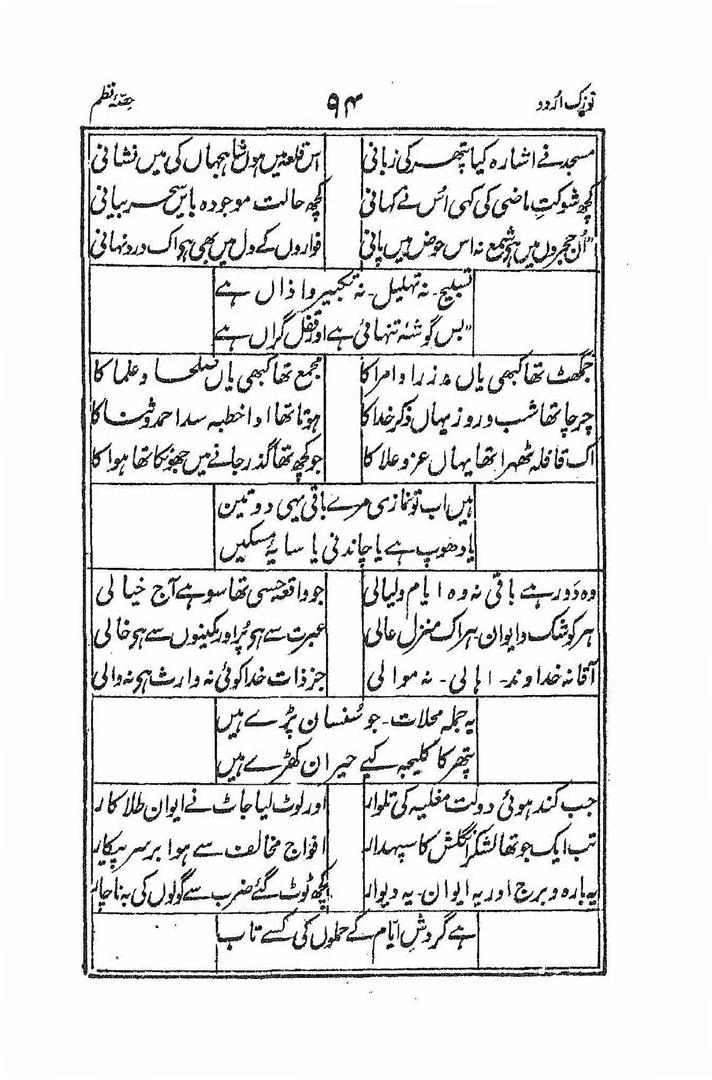 توزک اُردو ۹۴ حصّۂ نظم
مسجد نے اشارہ کیا پتھر کی زبانی اس قلعہ میں ہوں شاہجہاں کی میں نشانی
کچھ شوکتِ ماضی کی کہی اُس نے کہانی کچھ حالت موجودہ بایں سحر بیانی
"اُن حجروں میں ہے شمع نہ اس حوض میں پانی فواروں کے دل میں بھی ہے اک درد نہانی
تسبیح۔ نہ تہلیل۔ نہ تکبیر و اذاں ہے
"بس گوشۂ تنہائی ہے اور قفل گراں ہے
جمگھٹ تھا کبھی یاں وزرا و امرا کا مجمع تھا کبھی یاں صلحا و علما کا
چرچا تھا شب و روز یہاں ذکر خدا کا ہوتا تھا ادا خطبہ سدا حمد و ثنا کا
اک قافلہ ٹھہرا تھا یہاں عز و علا کا جو کچھ تھا گذر جانے میں جھونکا تھا ہوا کا
ہیں اب تو نمازی مرے باقی یہی دو تین
یا دھوپ ہے یا چاندنی یا سایۂ مسکیں
وہ دَور ہے باقی نہ وہ ایام و لیالی جو واقعہ حسی تھا سو ہے آج خیالی
ہر کوشک و ایوان ہر اک منزل عالی عبرت سے ہے پُر اور مکینوں سے ہے خالی
آقا نہ خداوند۔ اہالی۔ نہ موالی جز ذات خدا کوئی نہ وارث ہے نہ والی
یہ جملہ محلات۔ جو سُنسان پڑے ہیں
پتھر کا کلیجہ کیے حیران کھڑے ہیں
جب کند ہوئی دولت مغلیہ کی تلوار اور لوٹ لیا جاٹ نے ایوان طلا کار
تب ایک جو تھا لشکر انگلش کا سپہدار افواج مخالف سے ہوا برسر پیکار
یہ بارہ و برج اور یہ ایوان۔ یہ دیوار کچھ ٹوٹ گئے ضرب سے گولوں کی بناچار
ہے گردشِ ایّام کے حملوں کی کسے تاب